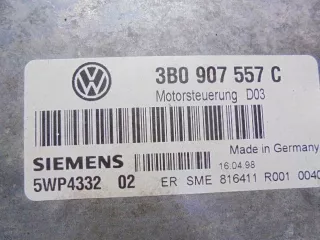 3B0 907 557 C
Motorsteuerung D03
Made in Germany
SIEMENS
16.04.98
5WP4332 02
ER SME 816411 R001 0040